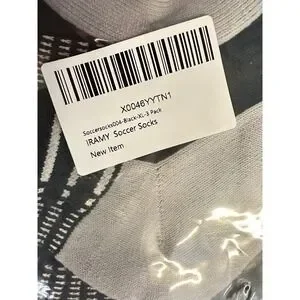 X0046YYTN1
Soccersocks004-Black-XL-3 Pack
IRAMY Soccer Socks
New Item